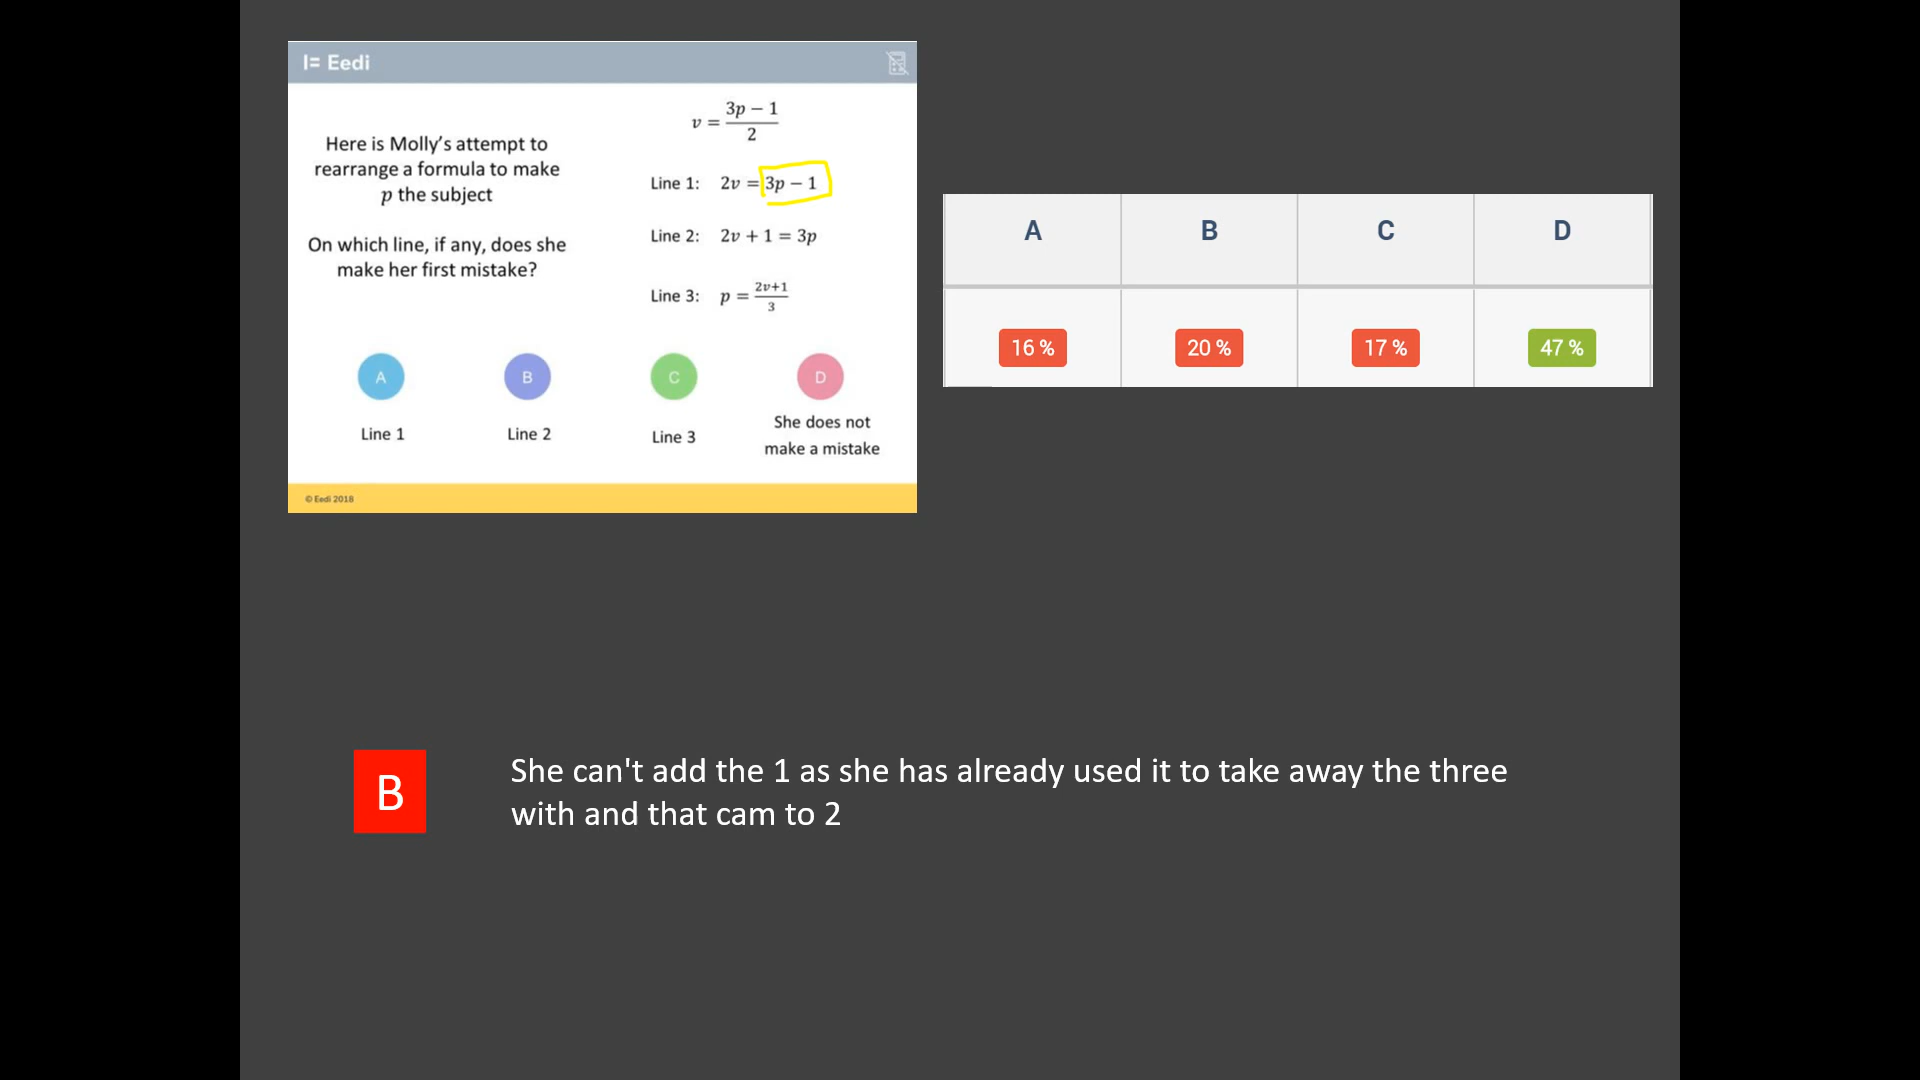 I= Eedi
v = \frac{3p - 1}{2}
Here is Molly's attempt to
rearrange a formula to make
p the subject
On which line, if any, does she
make her first mistake?
Line 1: 2v = 3p - 1
Line 2: 2v + 1 = 3p
Line 3: p = \frac{2v+1}{3}
A B C D
Line 1
Line 2
Line 3
She does not
make a mistake
© Eedi 2018
A B C D
16 % 20 % 17 % 47 %
B
She can't add the 1 as she has already used it to take away the three
with and that cam to 2